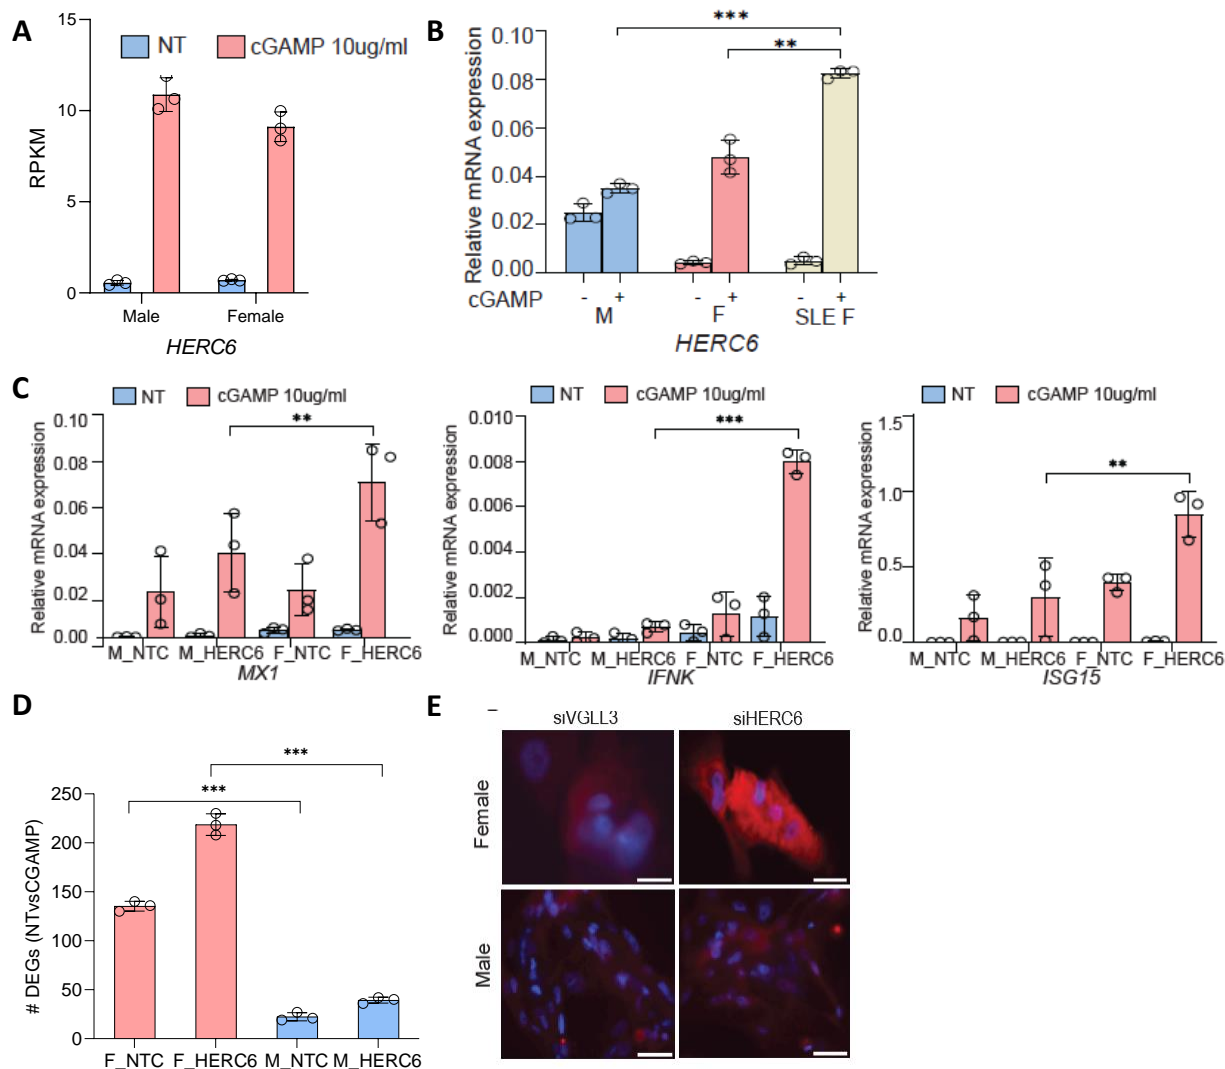 A
NT
cGAMP 10ug/ml
RPKM
15
10
5
0
Male
Female
HERC6
B
***
**
Relative mRNA expression
0.10
0.08
0.06
0.04
0.02
0.00
cGAMP
- + - + - +
M F SLE F
HERC6
C
NT
cGAMP 10ug/ml
**
Relative mRNA expression
0.10
0.08
0.06
0.04
0.02
0.00
M_NTC M_HERC6 F_NTC F_HERC6
MX1
NT
cGAMP 10ug/ml
***
Relative mRNA expression
0.010
0.008
0.006
0.004
0.002
0.000
M_NTC M_HERC6 F_NTC F_HERC6
IFNK
NT
cGAMP 10ug/ml
**
Relative mRNA expression
1.5
1.0
0.5
0.0
M_NTC M_HERC6 F_NTC F_HERC6
ISG15
D
***
***
# DEGs (NTvsCGAMP)
250
200
150
100
50
0
F_NTC F_HERC6 M_NTC M_HERC6
E
siVGLL3
siHERC6
Female
Male